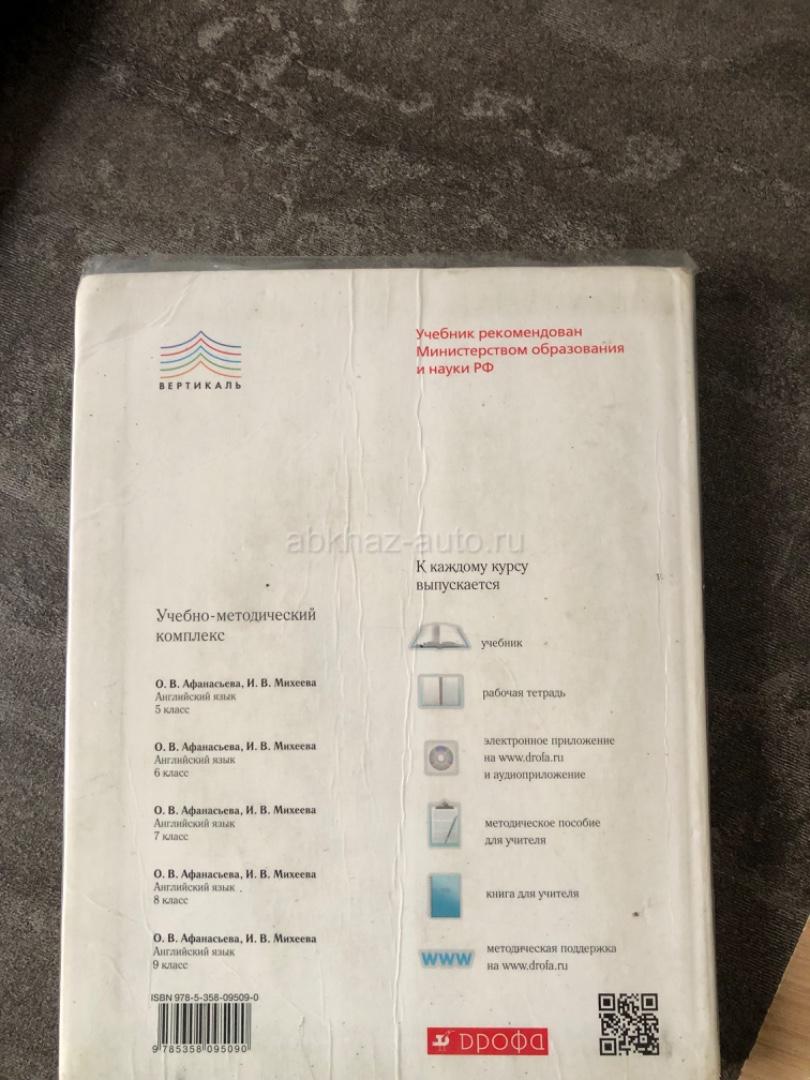 ВЕРТИКАЛЬ
Учебник рекомендован
Министерством образования
и науки РФ
abkhaz-auto.ru
Учебно-методический
комплекс
О. В. Афанасьева, И. В. Михеева
Английский язык
5 класс
О. В. Афанасьева, И. В. Михеева
Английский язык
6 класс
О. В. Афанасьева, И. В. Михеева
Английский язык
7 класс
О. В. Афанасьева, И. В. Михеева
Английский язык
8 класс
О. В. Афанасьева, И. В. Михеева
Английский язык
9 класс
ISBN 978-5-358-09509-0
9 785358 095090
К каждому курсу
выпускается
учебник
рабочая тетрадь
электронное приложение
на www.drofa.ru
и аудиоприложение
методическое пособие
для учителя
книга для учителя
www
методическая поддержка
на www.drofa.ru
дрофа